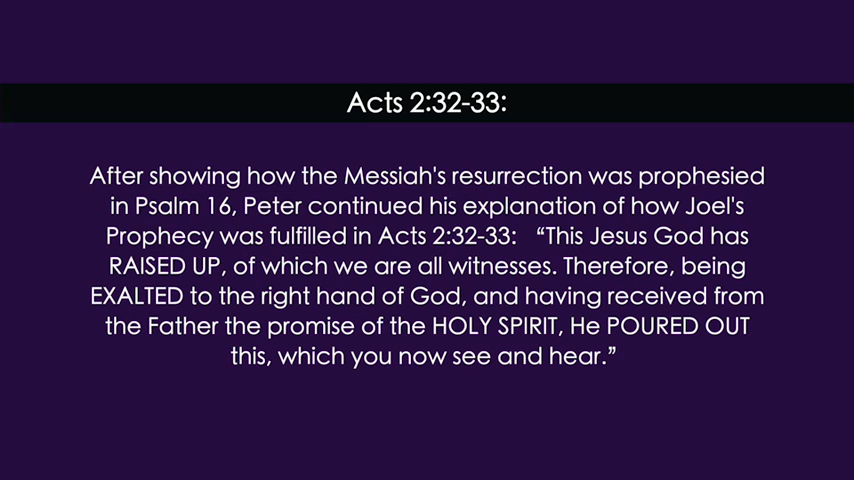 Acts 2:32-33:
After showing how the Messiah's resurrection was prophesied
in Psalm 16, Peter continued his explanation of how Joel's
Prophecy was fulfilled in Acts 2:32-33:   “This Jesus God has
RAISED UP, of which we are all witnesses. Therefore, being
EXALTED to the right hand of God, and having received from
the Father the promise of the HOLY SPIRIT, He POURED OUT
this, which you now see and hear.”